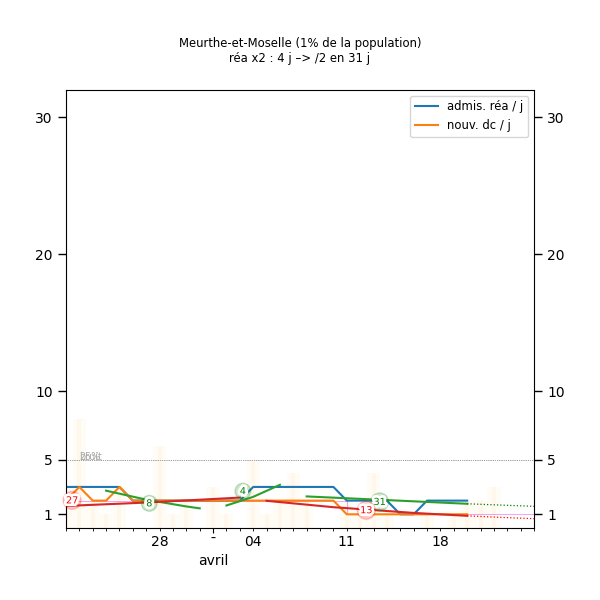 Meurthe-et-Moselle (1% de la population)
réa x2 : 4 j –> /2 en 31 j
admis. réa / j
nouv. dc / j
30 30
20 20
10 10
5 5
1 1
27
8
4
31
13
28 - 04 11 18
avril